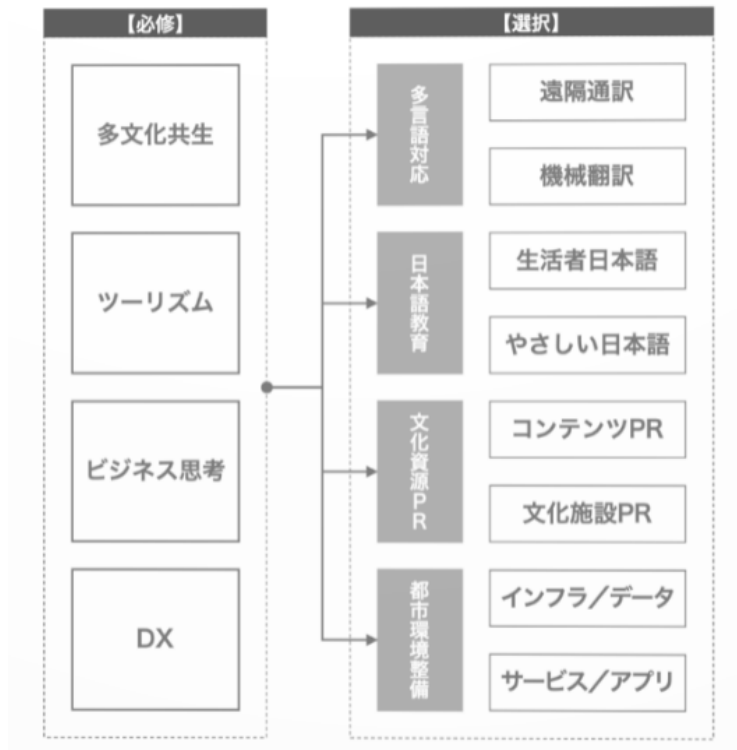 【必修】
多文化共生
ツーリズム
ビジネス思考
DX
【選択】
多言語対応
遠隔通訳
機械翻訳
日本語教育
生活者日本語
やさしい日本語
文化資源PR
コンテンツPR
文化施設PR
都市環境整備
インフラ／データ
サービス／アプリ